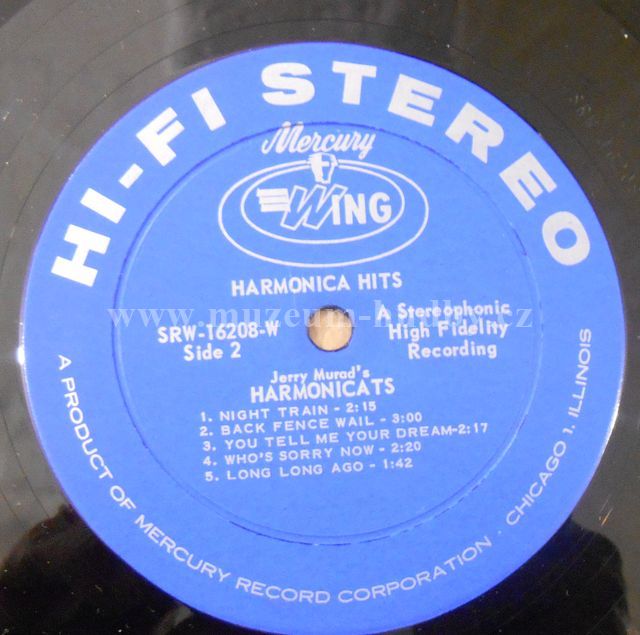 HI-FI STEREO
Mercury
WING
HARMONICA HITS
SRW-16208-W
Side 2
A Stereophonic
High Fidelity
Recording
Jerry Murad's
HARMONICATS
1. NIGHT TRAIN - 2:15
2. BACK FENCE WAIL - 3:00
3. YOU TELL ME YOUR DREAM-2:17
4. WHO'S SORRY NOW - 2:20
5. LONG LONG AGO - 1:42
A PRODUCT OF MERCURY RECORD CORPORATION · CHICAGO 1, ILLINOIS